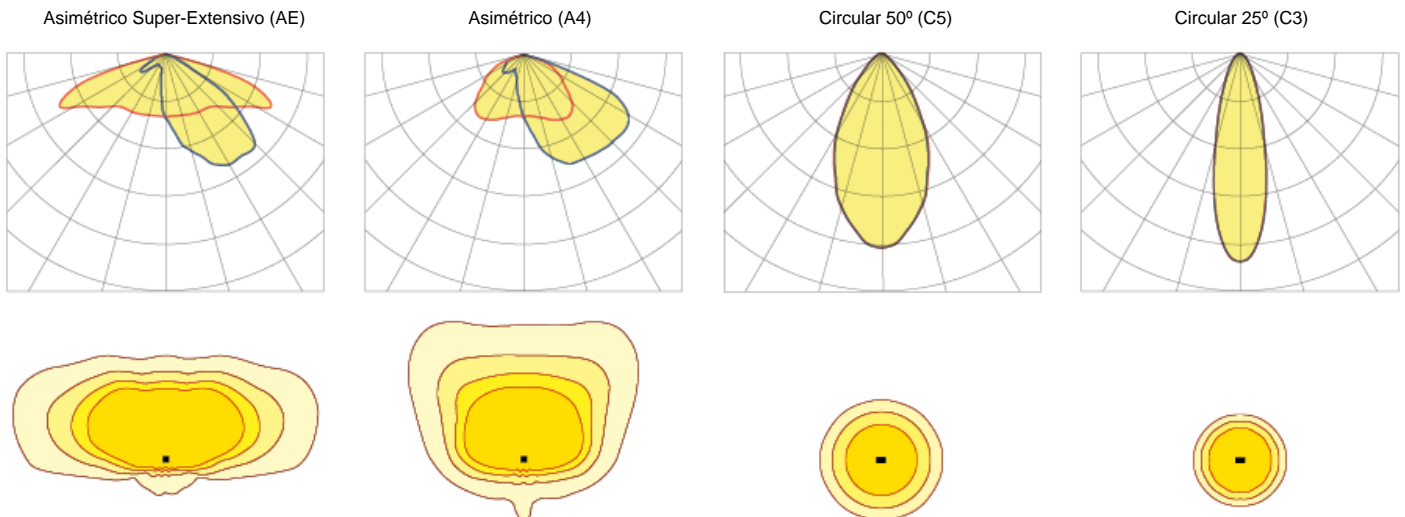 Asimétrico Super-Extensivo (AE)
Asimétrico (A4)
Circular 50º (C5)
Circular 25º (C3)